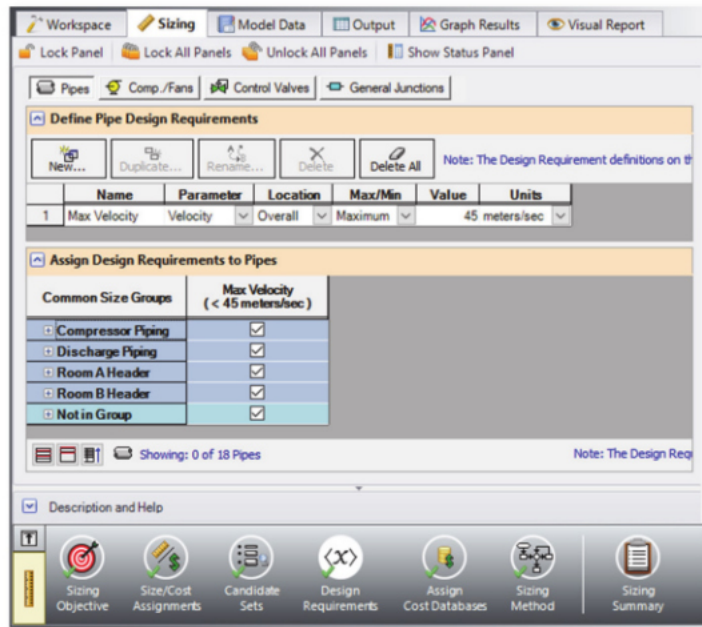 Workspace Sizing Model Data Output Graph Results Visual Report
Lock Panel Lock All Panels Unlock All Panels Show Status Panel
Pipes Comp./Fans Control Valves General Junctions
Define Pipe Design Requirements
New... Duplicate... Rename... Delete Delete All Note: The Design Requirement definitions on th
Name Parameter Location Max/Min Value Units
1 Max Velocity Velocity Overall Maximum 45 meters/sec
Assign Design Requirements to Pipes
Common Size Groups Max Velocity
( < 45 meters/sec )
Compressor Piping
Discharge Piping
Room A Header
Room B Header
Not in Group
Showing: 0 of 18 Pipes Note: The Design Req
Description and Help
Sizing Size/Cost Candidate Design Assign Sizing Sizing
Objective Assignments Sets Requirements Cost Databases Method Summary